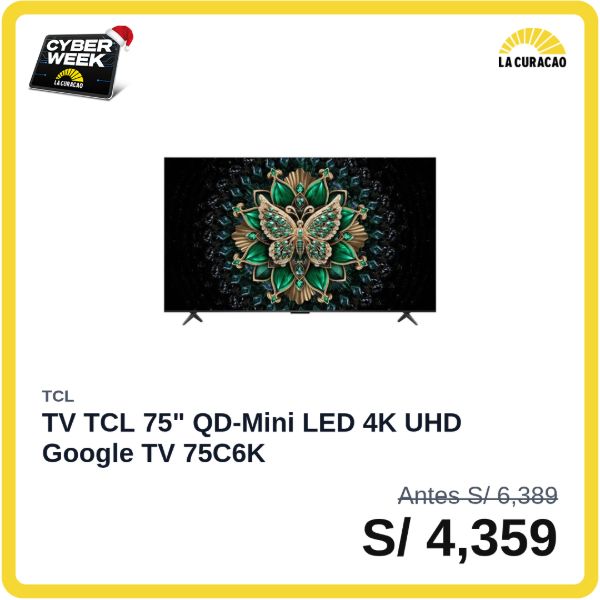 CYBER
WEEK
LA CURACAO
LA CURACAO
TCL
TV TCL 75" QD-Mini LED 4K UHD
Google TV 75C6K
Antes S/ 6,389
S/ 4,359